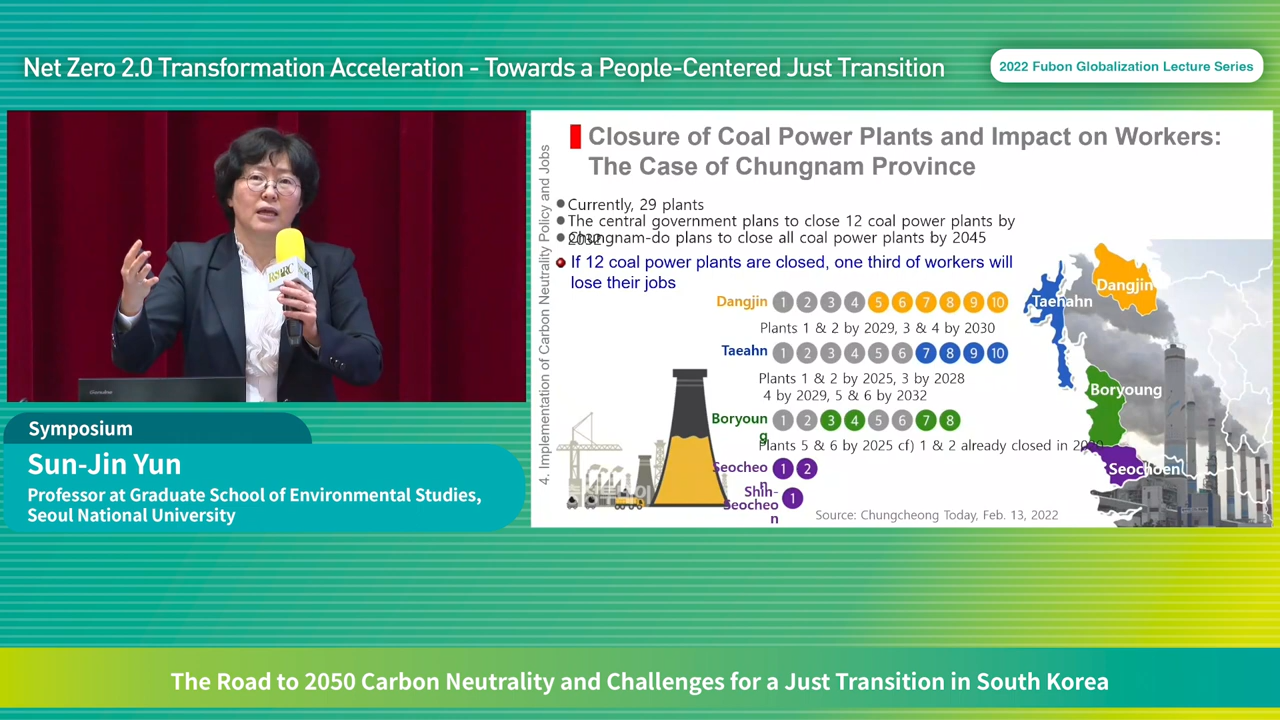 Net Zero 2.0 Transformation Acceleration - Towards a People-Centered Just Transition
2022 Fubon Globalization Lecture Series
Symposium
Sun-Jin Yun
Professor at Graduate School of Environmental Studies,
Seoul National University
4. Implementation of Carbon Neutrality Policy and Jobs
Closure of Coal Power Plants and Impact on Workers:
The Case of Chungnam Province
Currently, 29 plants
The central government plans to close 12 coal power plants by
2032
Chungnam-do plans to close all coal power plants by 2045
If 12 coal power plants are closed, one third of workers will
lose their jobs
Dangjin 1 2 3 4 5 6 7 8 9 10
Plants 1 & 2 by 2029, 3 & 4 by 2030
Taeahn 1 2 3 4 5 6 7 8 9 10
Plants 1 & 2 by 2025, 3 by 2028
4 by 2029, 5 & 6 by 2032
Boryoun
g
1 2 3 4 5 6 7 8
Plants 5 & 6 by 2025 cf) 1 & 2 already closed in 2020
Seocheo
n
1 2
Shin-
Seocheo
n
1
Source: Chungcheong Today, Feb. 13, 2022
Dangjin
Taenahn
Boryoung
Seochoen
The Road to 2050 Carbon Neutrality and Challenges for a Just Transition in South Korea